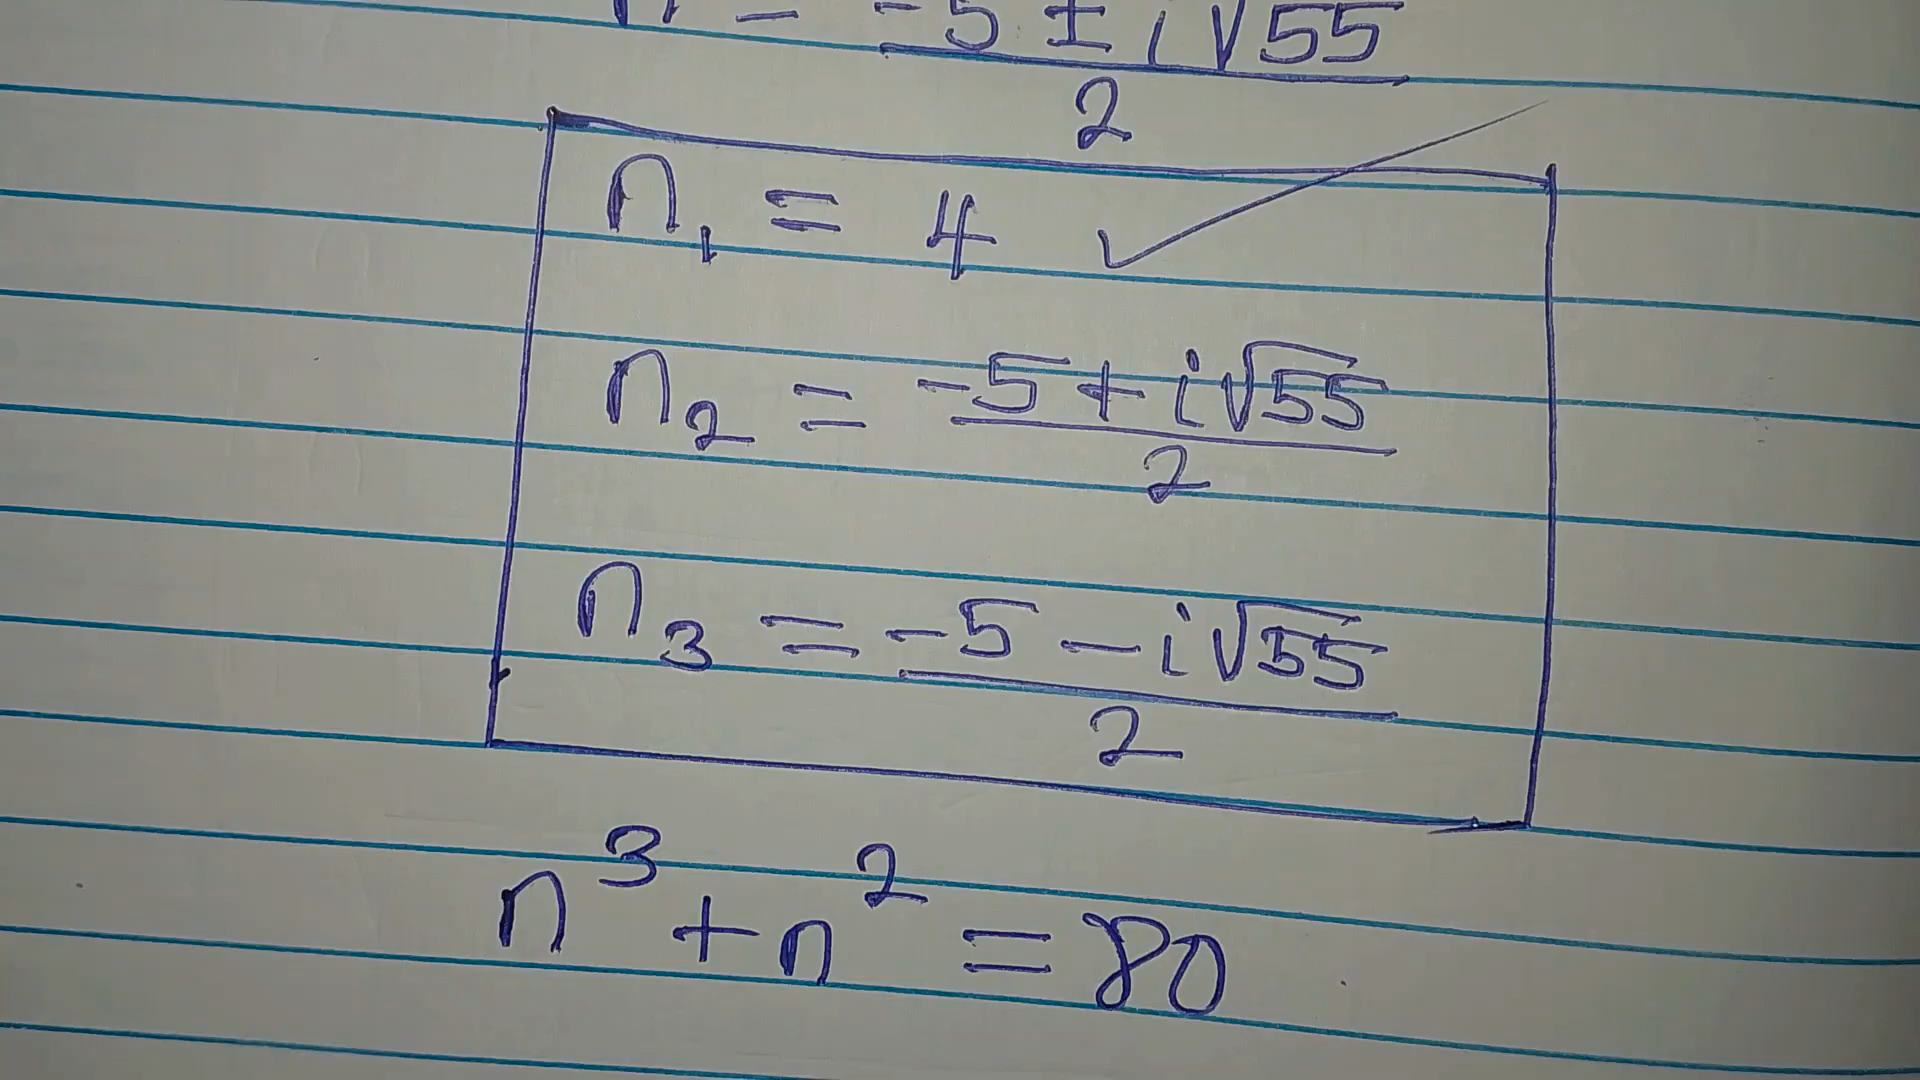 n = -5 ± i√55 / 2
n₁ = 4 ✓
n₂ = -5 + i√55 / 2
n₃ = -5 - i√55 / 2
n³ + n² = 80